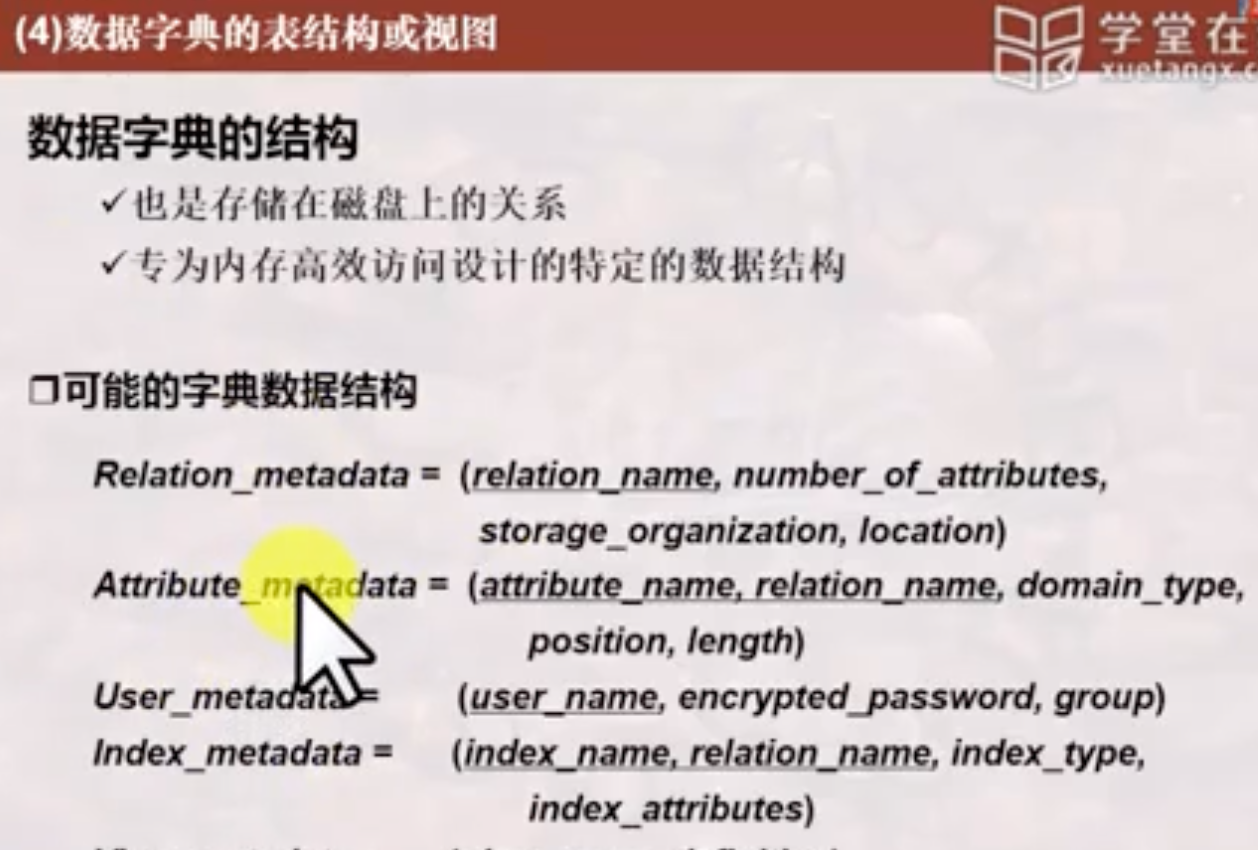 (4)数据字典的表结构或视图
学堂在
xuetangx.c
数据字典的结构
✓也是存储在磁盘上的关系
✓专为内存高效访问设计的特定的数据结构
❒可能的字典数据结构
Relation_metadata = (relation_name, number_of_attributes,
storage_organization, location)
Attribute_metadata = (attribute_name, relation_name, domain_type,
position, length)
User_metadata = (user_name, encrypted_password, group)
Index_metadata = (index_name, relation_name, index_type,
index_attributes)